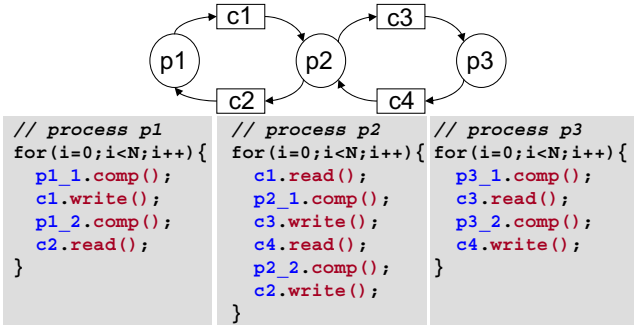 c1
c3
p1
p2
p3
c2
c4
// process p1
for(i=0;i<N;i++){
p1_1.comp();
c1.write();
p1_2.comp();
c2.read();
}
// process p2
for(i=0;i<N;i++){
c1.read();
p2_1.comp();
c3.write();
c4.read();
p2_2.comp();
c2.write();
}
// process p3
for(i=0;i<N;i++){
p3_1.comp();
c3.read();
p3_2.comp();
c4.write();
}